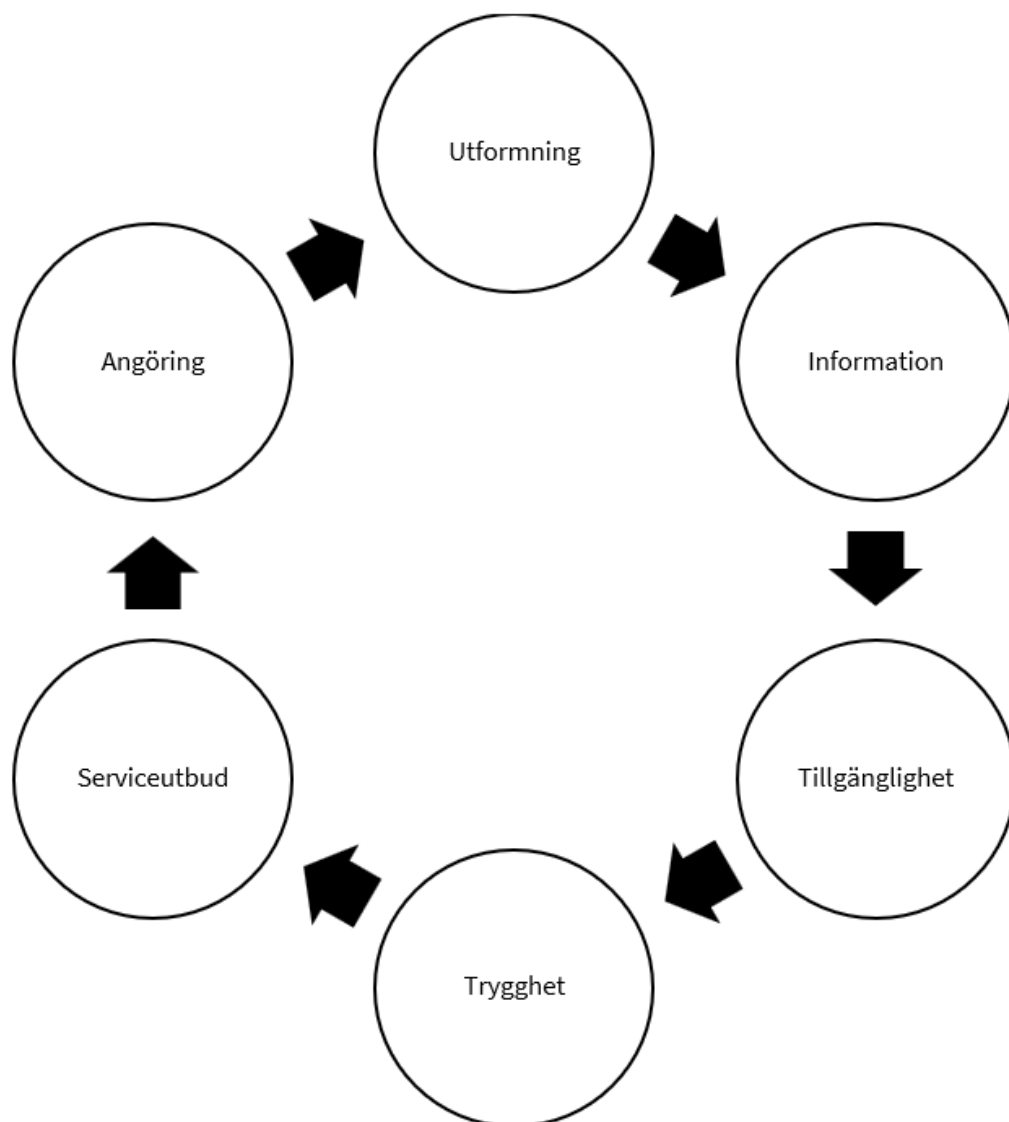 Utformning
Information
Tillgänglighet
Trygghet
Serviceutbud
Angöring